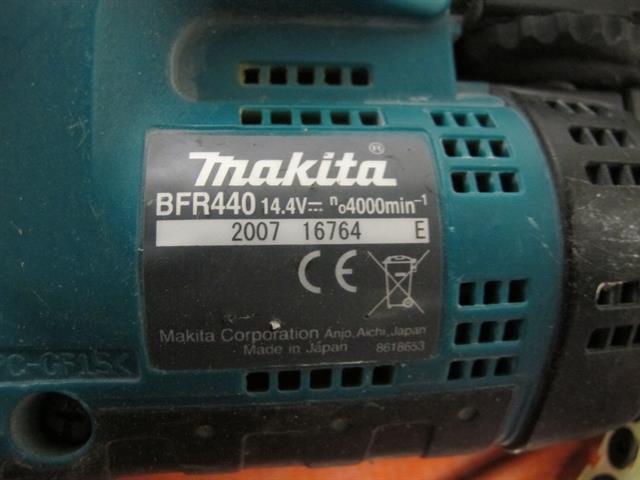 makita®
BFR440 14.4V⎓ n₀4000min⁻¹
2007 16764 E
CE
Makita Corporation Anjo, Aichi, Japan
Made in Japan 8618653